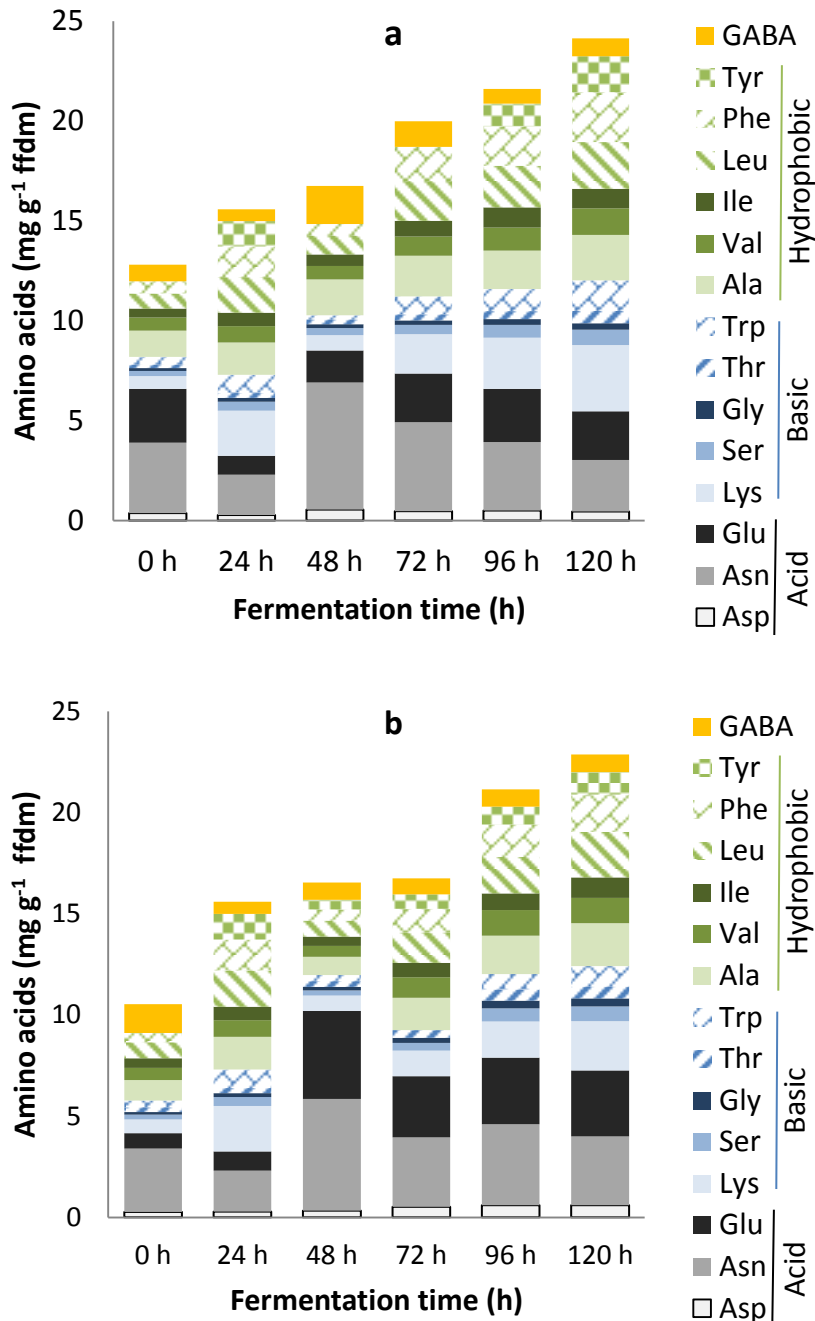 a
Amino acids (mg g⁻¹ ffdm)
25
20
15
10
5
0
0 h 24 h 48 h 72 h 96 h 120 h
Fermentation time (h)
GABA
Tyr
Phe
Leu
Ile
Val
Ala
Trp
Thr
Gly
Ser
Lys
Glu
Asn
Asp
Hydrophobic
Basic
Acid
b
Amino acids (mg g⁻¹ ffdm)
25
20
15
10
5
0
0 h 24 h 48 h 72 h 96 h 120 h
Fermentation time (h)
GABA
Tyr
Phe
Leu
Ile
Val
Ala
Trp
Thr
Gly
Ser
Lys
Glu
Asn
Asp
Hydrophobic
Basic
Acid